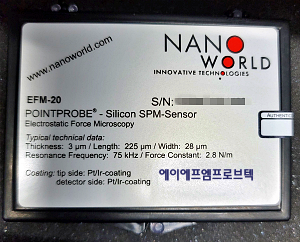 NANO
WORLD
INNOVATIVE TECHNOLOGIES
www.nanoworld.com
EFM-20
S/N:
POINTPROBE® - Silicon SPM-Sensor
Electrostatic Force Microscopy
Typical technical data:
Thickness: 3 µm / Length: 225 µm / Width: 28 µm
Resonance Frequency: 75 kHz / Force Constant: 2.8 N/m
Coating: tip side: Pt/Ir-coating
detector side: Pt/Ir-coating
에이에프엠프로브텍
AUTHENTIC